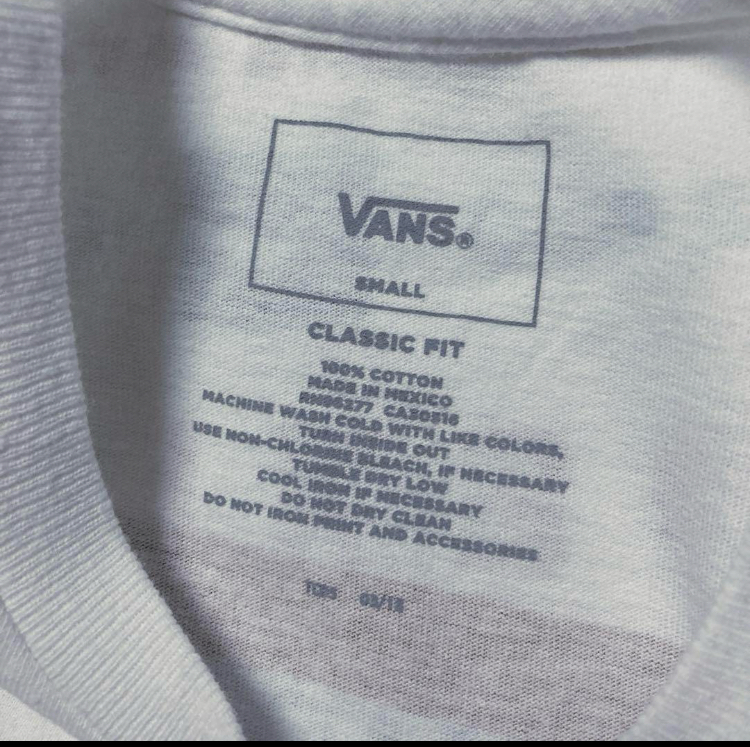 VANS®
SMALL
CLASSIC FIT
100% COTTON
MADE IN MEXICO
RN86277 CA30516
MACHINE WASH COLD WITH LIKE COLORS,
TURN INSIDE OUT
USE NON-CHLORINE BLEACH, IF NECESSARY
TUMBLE DRY LOW
COOL IRON IF NECESSARY
DO NOT DRY CLEAN
DO NOT IRON PRINT AND ACCESSORIES